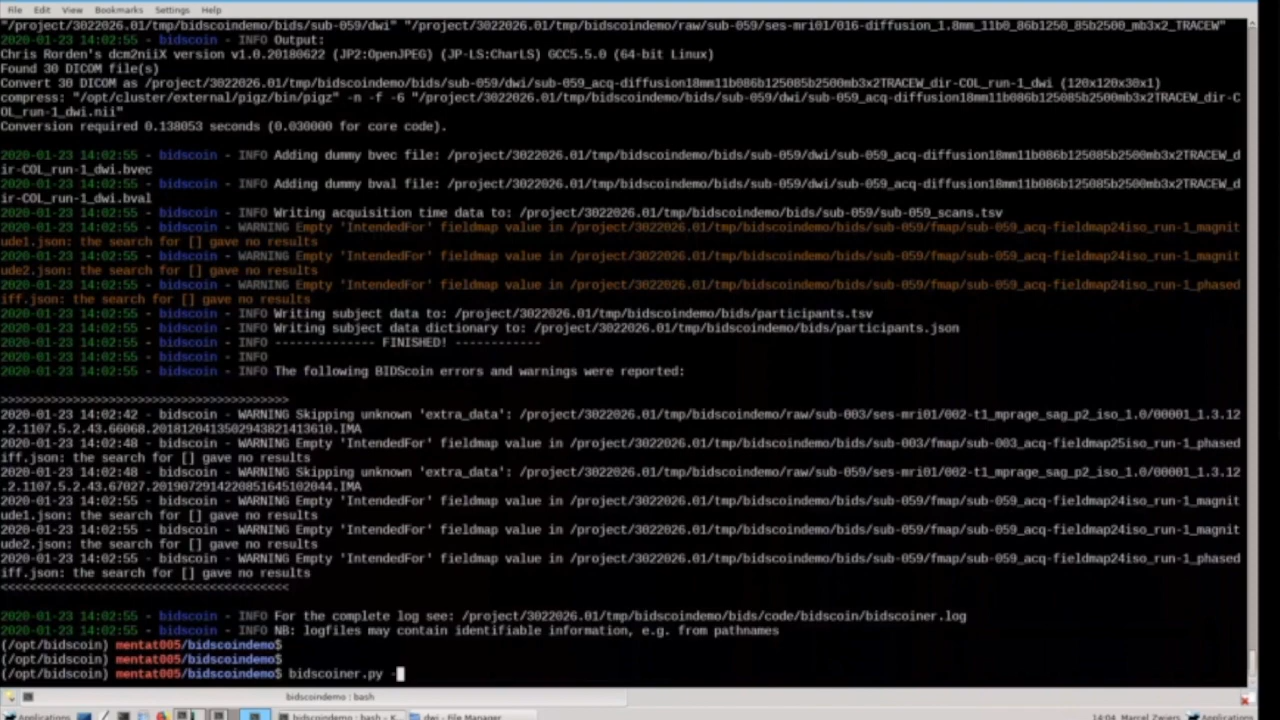 File Edit View Bookmarks Settings Help
"/project/3022026.01/tmp/bidscoindemo/bids/sub-059/dwi" "/project/3022026.01/tmp/bidscoindemo/raw/sub-059/ses-mri01/016-diffusion_1.8mm_11b0_86b1250_85b2500_mb3x2_TRACEW"
2020-01-23 14:02:55 - bidscoin - INFO Output:
Chris Rorden's dcm2niiX version v1.0.20180622 (JP2:OpenJPEG) (JP-LS:CharLS) GCC5.5.0 (64-bit Linux)
Found 30 DICOM file(s)
Convert 30 DICOM as /project/3022026.01/tmp/bidscoindemo/bids/sub-059/dwi/sub-059_acq-diffusion18mm11b086b125085b2500mb3x2TRACEW_dir-COL_run-1_dwi (120x120x30x1)
compress: "/opt/cluster/external/pigz/bin/pigz" -n -f -6 "/project/3022026.01/tmp/bidscoindemo/bids/sub-059/dwi/sub-059_acq-diffusion18mm11b086b125085b2500mb3x2TRACEW_dir-C
OL_run-1_dwi.nii"
Conversion required 0.138053 seconds (0.030000 for core code).
2020-01-23 14:02:55 - bidscoin - INFO Adding dummy bvec file: /project/3022026.01/tmp/bidscoindemo/bids/sub-059/dwi/sub-059_acq-diffusion18mm11b086b125085b2500mb3x2TRACEW_d
ir-COL_run-1_dwi.bvec
2020-01-23 14:02:55 - bidscoin - INFO Adding dummy bval file: /project/3022026.01/tmp/bidscoindemo/bids/sub-059/dwi/sub-059_acq-diffusion18mm11b086b125085b2500mb3x2TRACEW_d
ir-COL_run-1_dwi.bval
2020-01-23 14:02:55 - bidscoin - INFO Writing acquisition time data to: /project/3022026.01/tmp/bidscoindemo/bids/sub-059/sub-059_scans.tsv
2020-01-23 14:02:55 - bidscoin - WARNING Empty 'IntendedFor' fieldmap value in /project/3022026.01/tmp/bidscoindemo/bids/sub-059/fmap/sub-059_acq-fieldmap24iso_run-1_magnit
ude1.json: the search for [] gave no results
2020-01-23 14:02:55 - bidscoin - WARNING Empty 'IntendedFor' fieldmap value in /project/3022026.01/tmp/bidscoindemo/bids/sub-059/fmap/sub-059_acq-fieldmap24iso_run-1_magnit
ude2.json: the search for [] gave no results
2020-01-23 14:02:55 - bidscoin - WARNING Empty 'IntendedFor' fieldmap value in /project/3022026.01/tmp/bidscoindemo/bids/sub-059/fmap/sub-059_acq-fieldmap24iso_run-1_phased
iff.json: the search for [] gave no results
2020-01-23 14:02:55 - bidscoin - INFO Writing subject data to: /project/3022026.01/tmp/bidscoindemo/bids/participants.tsv
2020-01-23 14:02:55 - bidscoin - INFO Writing subject data dictionary to: /project/3022026.01/tmp/bidscoindemo/bids/participants.json
2020-01-23 14:02:55 - bidscoin - INFO -------------- FINISHED! ------------
2020-01-23 14:02:55 - bidscoin - INFO
2020-01-23 14:02:55 - bidscoin - INFO The following BIDScoin errors and warnings were reported:
>>>>>>>>>>>>>>>>>>>>>>>>>>>>>>>>>>>>>>>>
2020-01-23 14:02:42 - bidscoin - WARNING Skipping unknown 'extra_data': /project/3022026.01/tmp/bidscoindemo/raw/sub-003/ses-mri01/002-t1_mprage_sag_p2_iso_1.0/00001_1.3.12
.2.1107.5.2.43.66068.2018120413502943821413610.IMA
2020-01-23 14:02:48 - bidscoin - WARNING Empty 'IntendedFor' fieldmap value in /project/3022026.01/tmp/bidscoindemo/bids/sub-003/fmap/sub-003_acq-fieldmap25iso_run-1_phased
iff.json: the search for [] gave no results
2020-01-23 14:02:48 - bidscoin - WARNING Skipping unknown 'extra_data': /project/3022026.01/tmp/bidscoindemo/raw/sub-059/ses-mri01/002-t1_mprage_sag_p2_iso_1.0/00001_1.3.12
.2.1107.5.2.43.67027.2019072914220851645102044.IMA
2020-01-23 14:02:55 - bidscoin - WARNING Empty 'IntendedFor' fieldmap value in /project/3022026.01/tmp/bidscoindemo/bids/sub-059/fmap/sub-059_acq-fieldmap24iso_run-1_magnit
ude1.json: the search for [] gave no results
2020-01-23 14:02:55 - bidscoin - WARNING Empty 'IntendedFor' fieldmap value in /project/3022026.01/tmp/bidscoindemo/bids/sub-059/fmap/sub-059_acq-fieldmap24iso_run-1_magnit
ude2.json: the search for [] gave no results
2020-01-23 14:02:55 - bidscoin - WARNING Empty 'IntendedFor' fieldmap value in /project/3022026.01/tmp/bidscoindemo/bids/sub-059/fmap/sub-059_acq-fieldmap24iso_run-1_phased
iff.json: the search for [] gave no results
<<<<<<<<<<<<<<<<<<<<<<<<<<<<<<<<<<<<<<<<
2020-01-23 14:02:55 - bidscoin - INFO For the complete log see: /project/3022026.01/tmp/bidscoindemo/bids/code/bidscoin/bidscoiner.log
2020-01-23 14:02:55 - bidscoin - INFO NB: logfiles may contain identifiable information, e.g. from pathnames
(/opt/bidscoin) mentat005/bidscoindemo$
(/opt/bidscoin) mentat005/bidscoindemo$
(/opt/bidscoin) mentat005/bidscoindemo$ bidscoiner.py -
bidscoindemo : bash
Applications bidscoindemo : bash - K... dwi - File Manager 14:04 Marcel Zwiers Applications